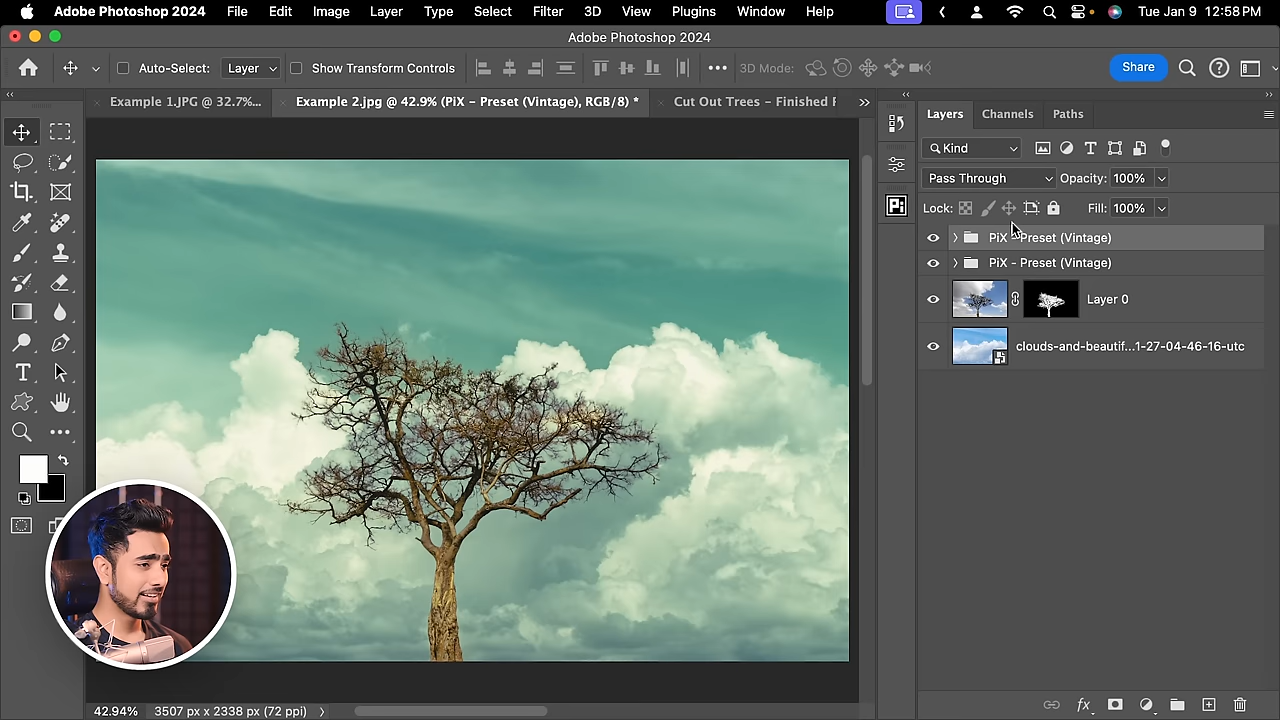 Adobe Photoshop 2024 File Edit Image Layer Type Select Filter 3D View Plugins Window Help Tue Jan 9 12:58 PM
Adobe Photoshop 2024
Auto-Select: Layer Show Transform Controls 3D Mode: Share
Example 1.JPG @ 32.7%... Example 2.jpg @ 42.9% (PiX - Preset (Vintage), RGB/8) * Cut Out Trees - Finished
Layers Channels Paths
Kind
Pass Through Opacity: 100%
Lock: Fill: 100%
Pi
PiX - Preset (Vintage)
PiX - Preset (Vintage)
Layer 0
clouds-and-beautif...1-27-04-46-16-utc
42.94% 3507 px x 2338 px (72 ppi)
fx